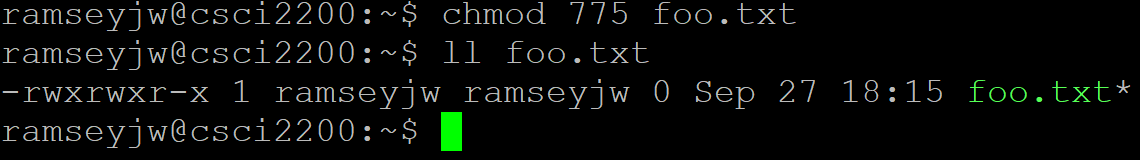 ramseyjw@csci2200:~$ chmod 775 foo.txt
ramseyjw@csci2200:~$ ll foo.txt
-rwxrwxr-x 1 ramseyjw ramseyjw 0 Sep 27 18:15 foo.txt*
ramseyjw@csci2200:~$